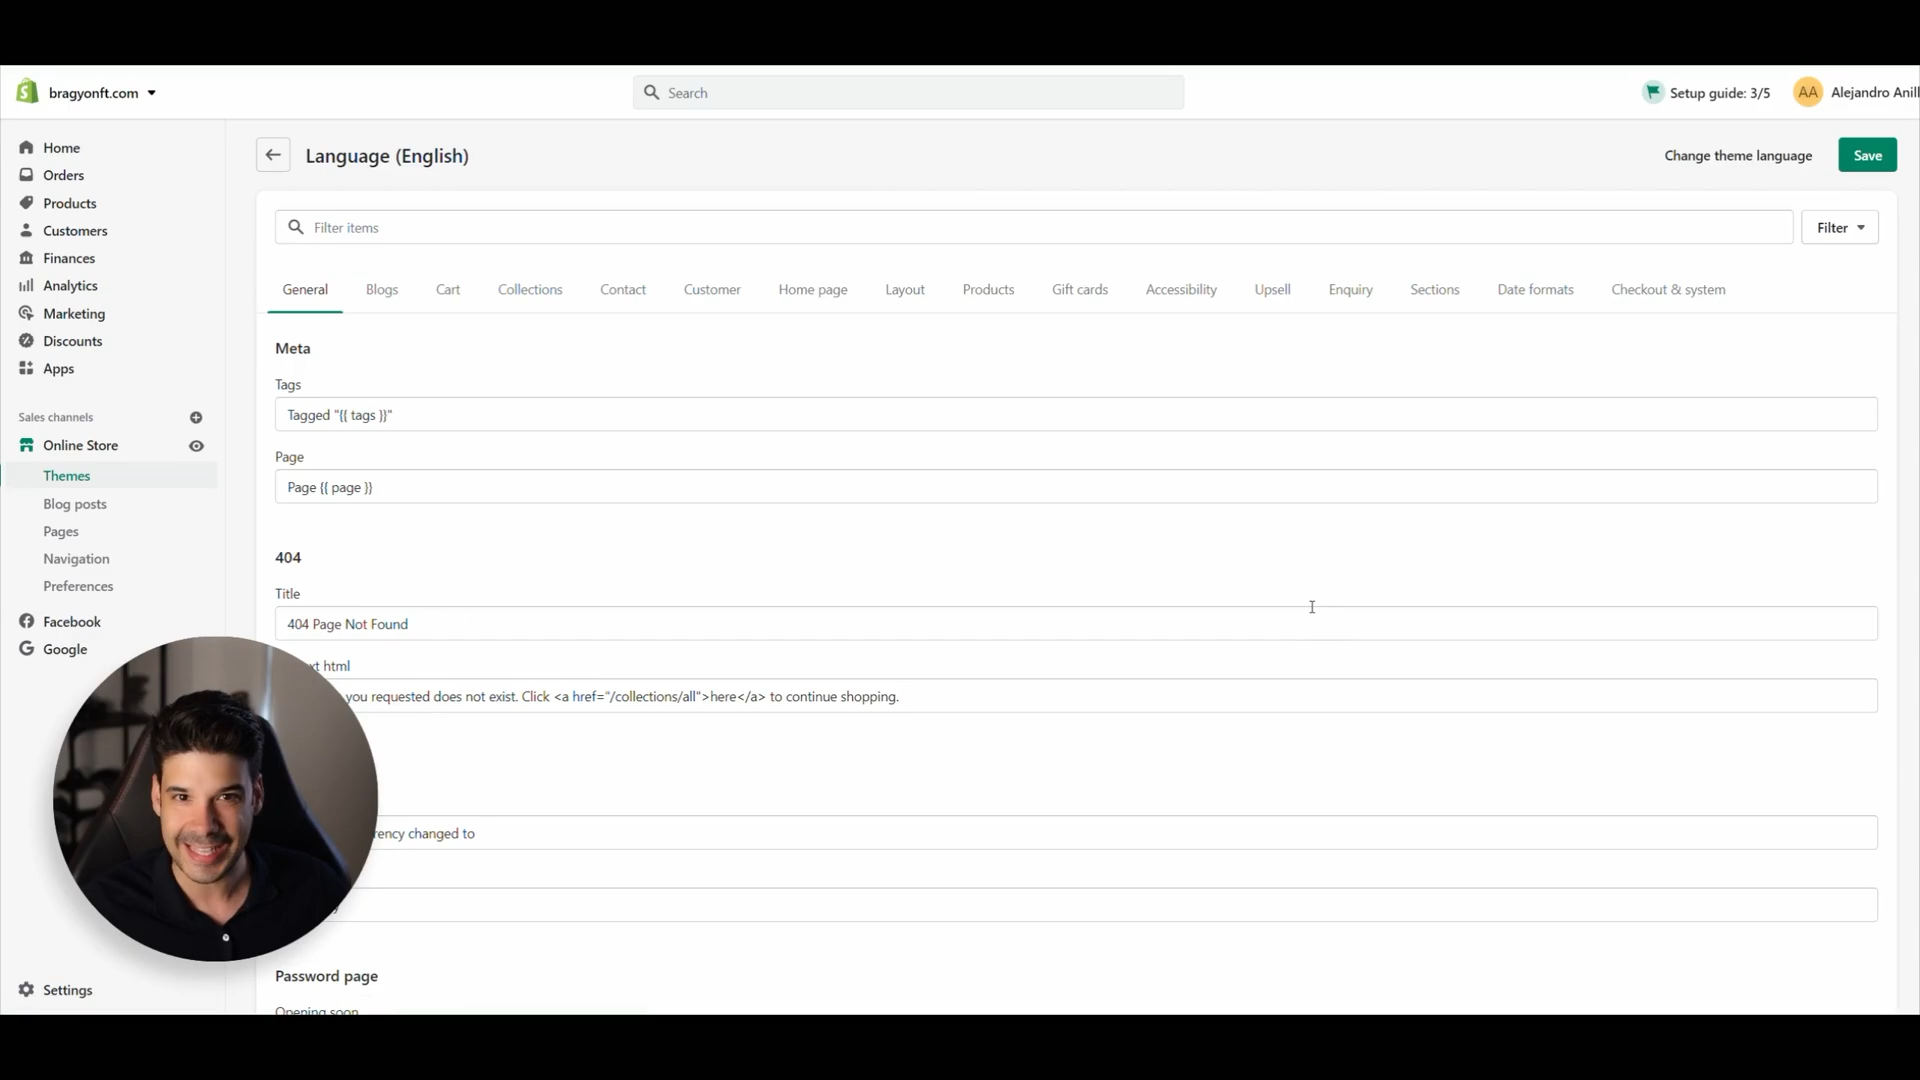 bragyonft.com
Search
Setup guide: 3/5
AA
Alejandro Anill
Home
Orders
Products
Customers
Finances
Analytics
Marketing
Discounts
Apps
Sales channels
Online Store
Themes
Blog posts
Pages
Navigation
Preferences
Facebook
Google
Settings
Language (English)
Change theme language
Save
Filter items
Filter
General Blogs Cart Collections Contact Customer Home page Layout Products Gift cards Accessibility Upsell Enquiry Sections Date formats Checkout & system
Meta
Tags
Tagged "{{ tags }}"
Page
Page {{ page }}
404
Title
404 Page Not Found
html
you requested does not exist. Click <a href="/collections/all">here</a> to continue shopping.
changed to
Password page
Opening soon